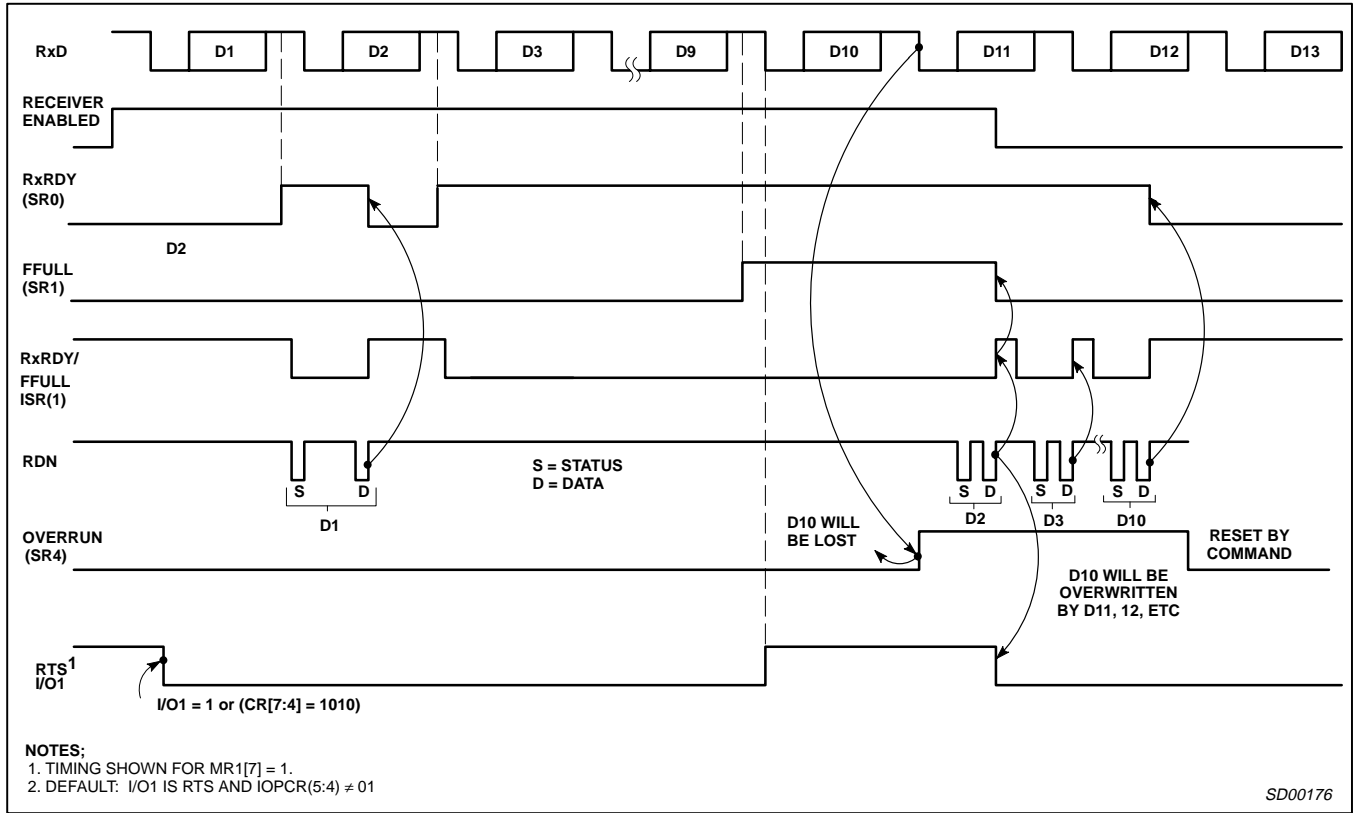 RxD
D1
D2
D3
D9
D10
D11
D12
D13
RECEIVER
ENABLED
RxRDY
(SR0)
D2
FFULL
(SR1)
RxRDY/
FFULL
ISR(1)
RDN
S = STATUS
D = DATA
S D
D1
S D
D2
S D
D3
S D
D10
OVERRUN
(SR4)
D10 WILL
BE LOST
RESET BY
COMMAND
D10 WILL BE
OVERWRITTEN
BY D11, 12, ETC
RTS1
I/O1
I/O1 = 1 or (CR[7:4] = 1010)
NOTES;
1. TIMING SHOWN FOR MR1[7] = 1.
2. DEFAULT: I/O1 IS RTS AND IOPCR(5:4) ≠ 01
SD00176